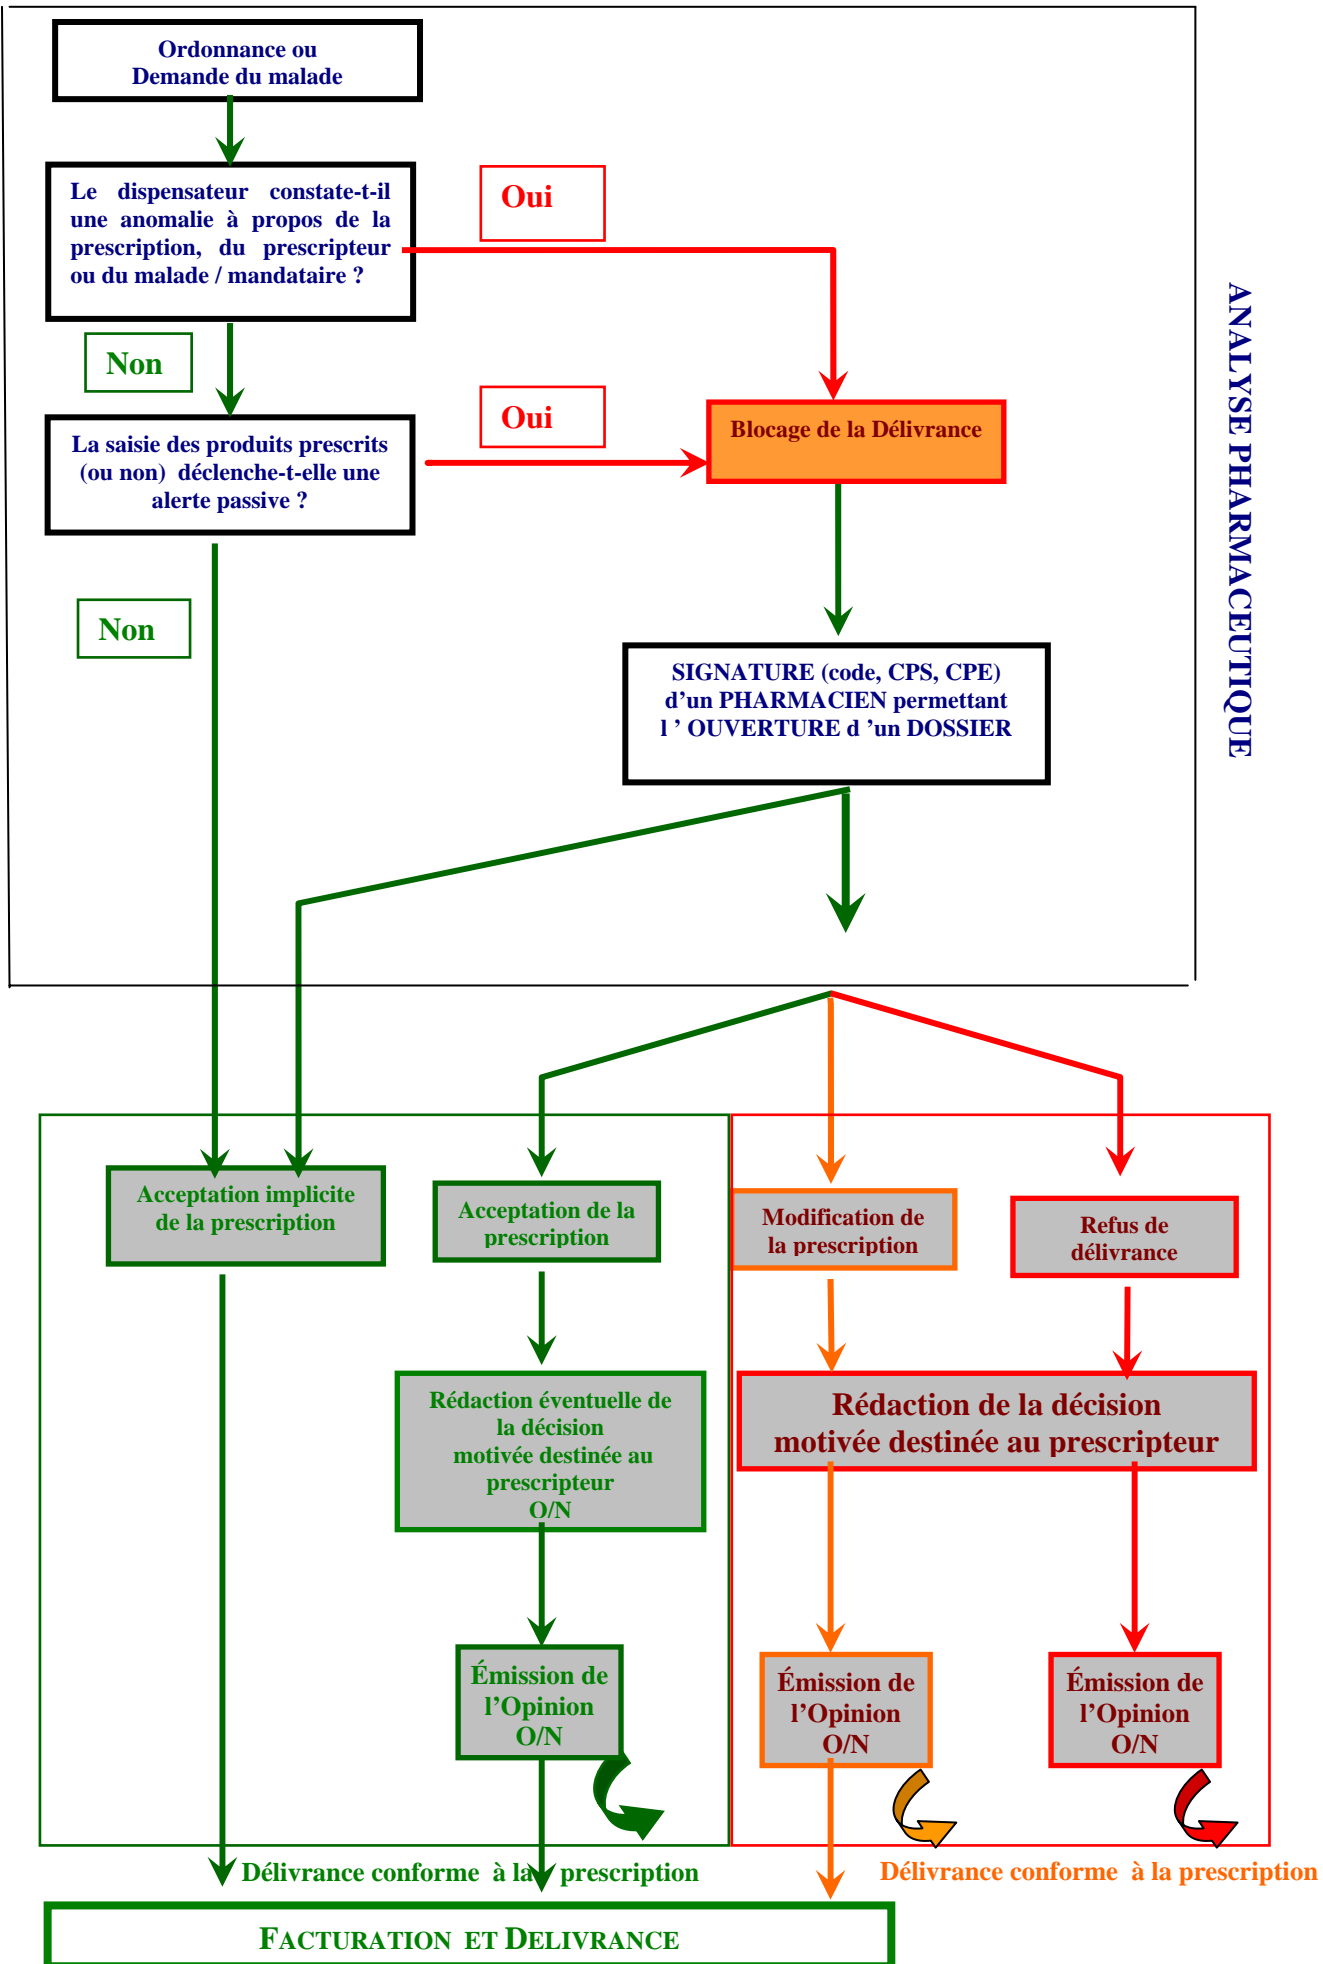 Ordonnance ou
Demande du malade
Le dispensateur constate-t-il
une anomalie à propos de la
prescription, du prescripteur
ou du malade / mandataire ?
Oui
Non
La saisie des produits prescrits
(ou non) déclenche-t-elle une
alerte passive ?
Oui
Blocage de la Délivrance
Non
SIGNATURE (code, CPS, CPE)
d’un PHARMACIEN permettant
l ’ OUVERTURE d ’un DOSSIER
ANALYSE PHARMACEUTIQUE
Acceptation implicite
de la prescription
Acceptation de la
prescription
Modification de
la prescription
Refus de
délivrance
Rédaction éventuelle de
la décision
motivée destinée au
prescripteur
O/N
Rédaction de la décision
motivée destinée au prescripteur
Émission de
l’Opinion
O/N
Émission de
l’Opinion
O/N
Émission de
l’Opinion
O/N
Délivrance conforme à la prescription
Délivrance conforme à la prescription
FACTURATION ET DELIVRANCE